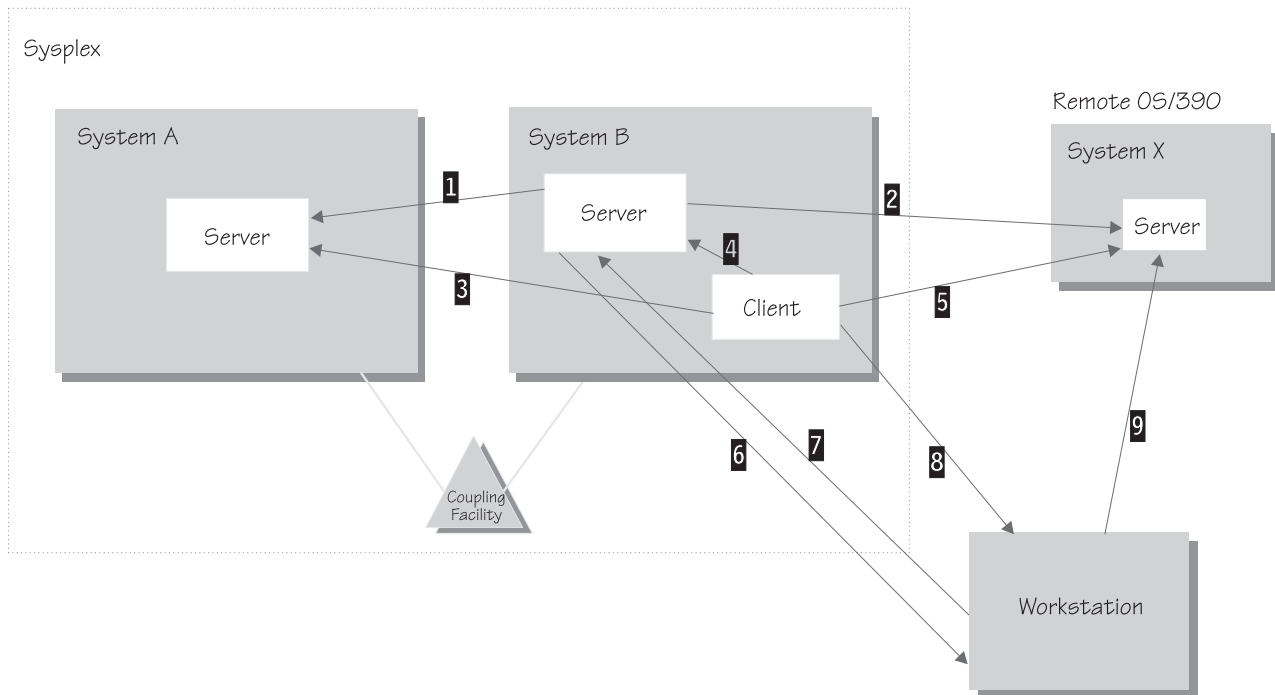 Sysplex
Remote OS/390
System A
System B
System X
1
2
Server
Server
Server
4
3
Client
5
6
7
8
9
Coupling
Facility
Workstation